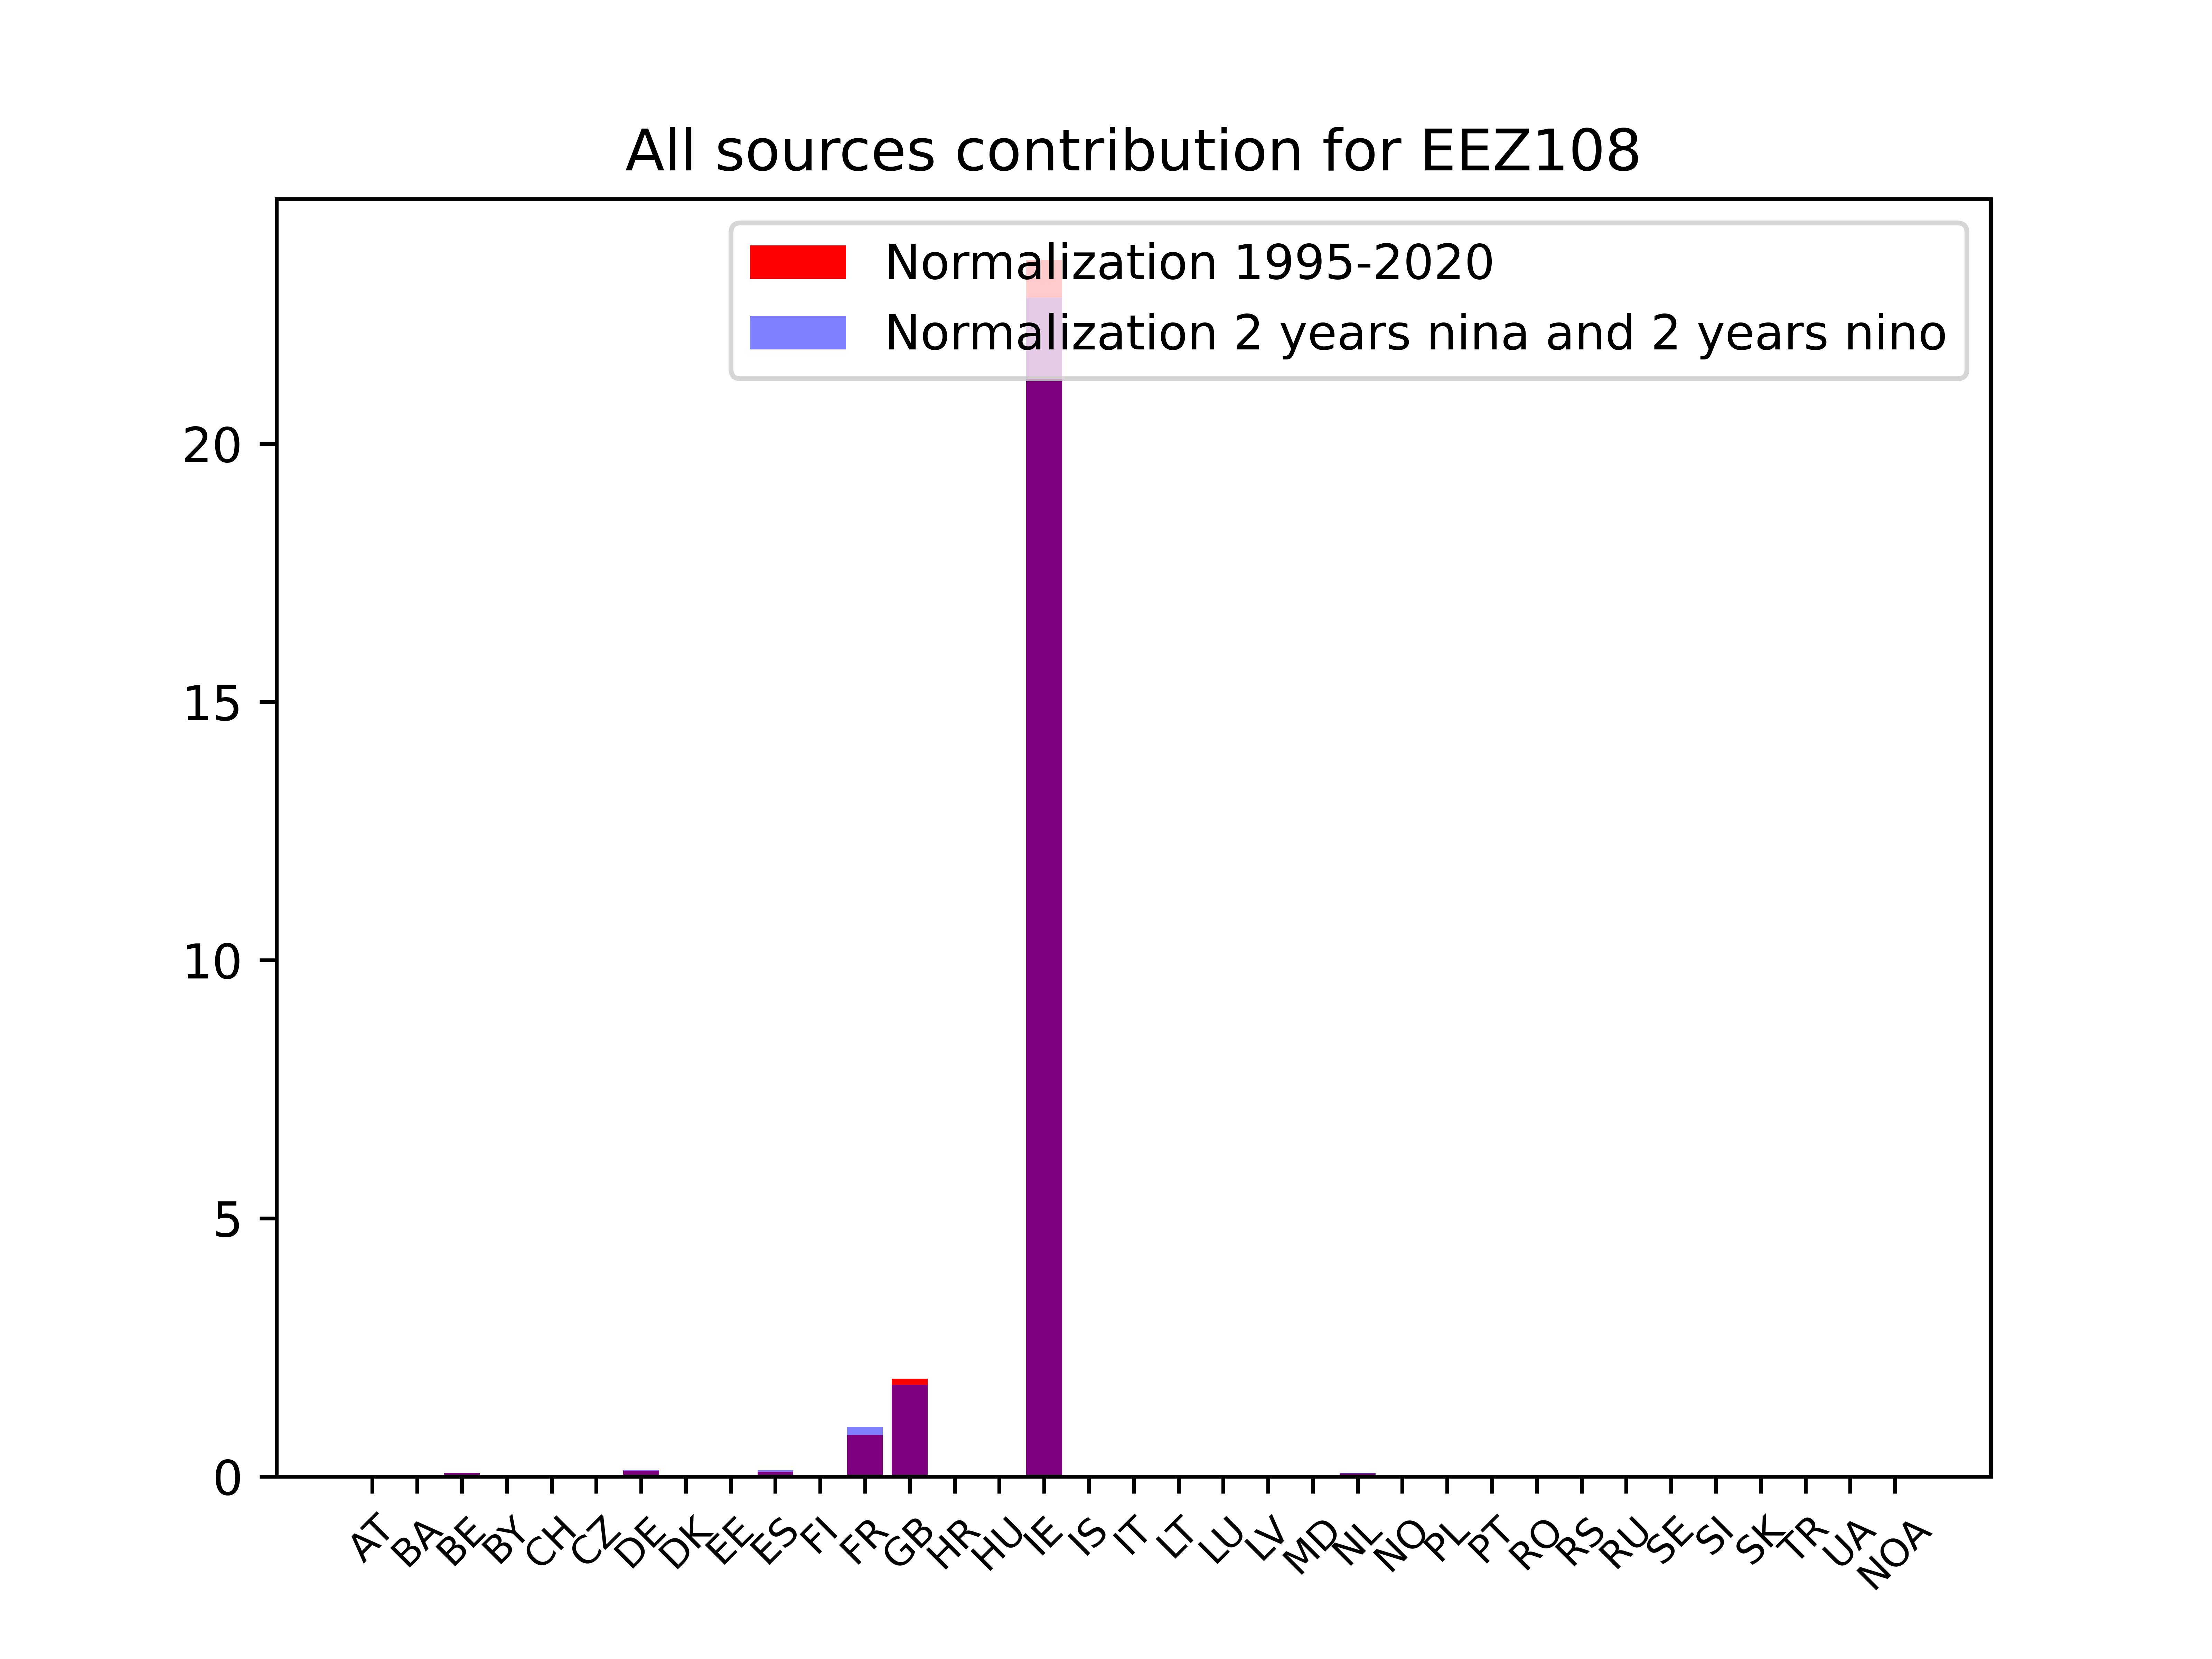 All sources contribution for EEZ108
Normalization 1995-2020
Normalization 2 years nina and 2 years nino
20
15
10
5
0
AT BA BE BY CH CZ DE DK EE ES FI FR GB HR HU IE IS IT LT LU LV MD NL NO PL PT RO RS RU SE SI SK TR UA NOA